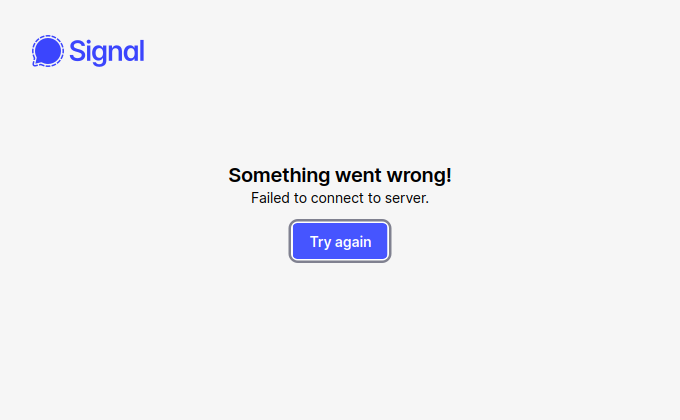 Signal
Something went wrong!
Failed to connect to server.
Try again